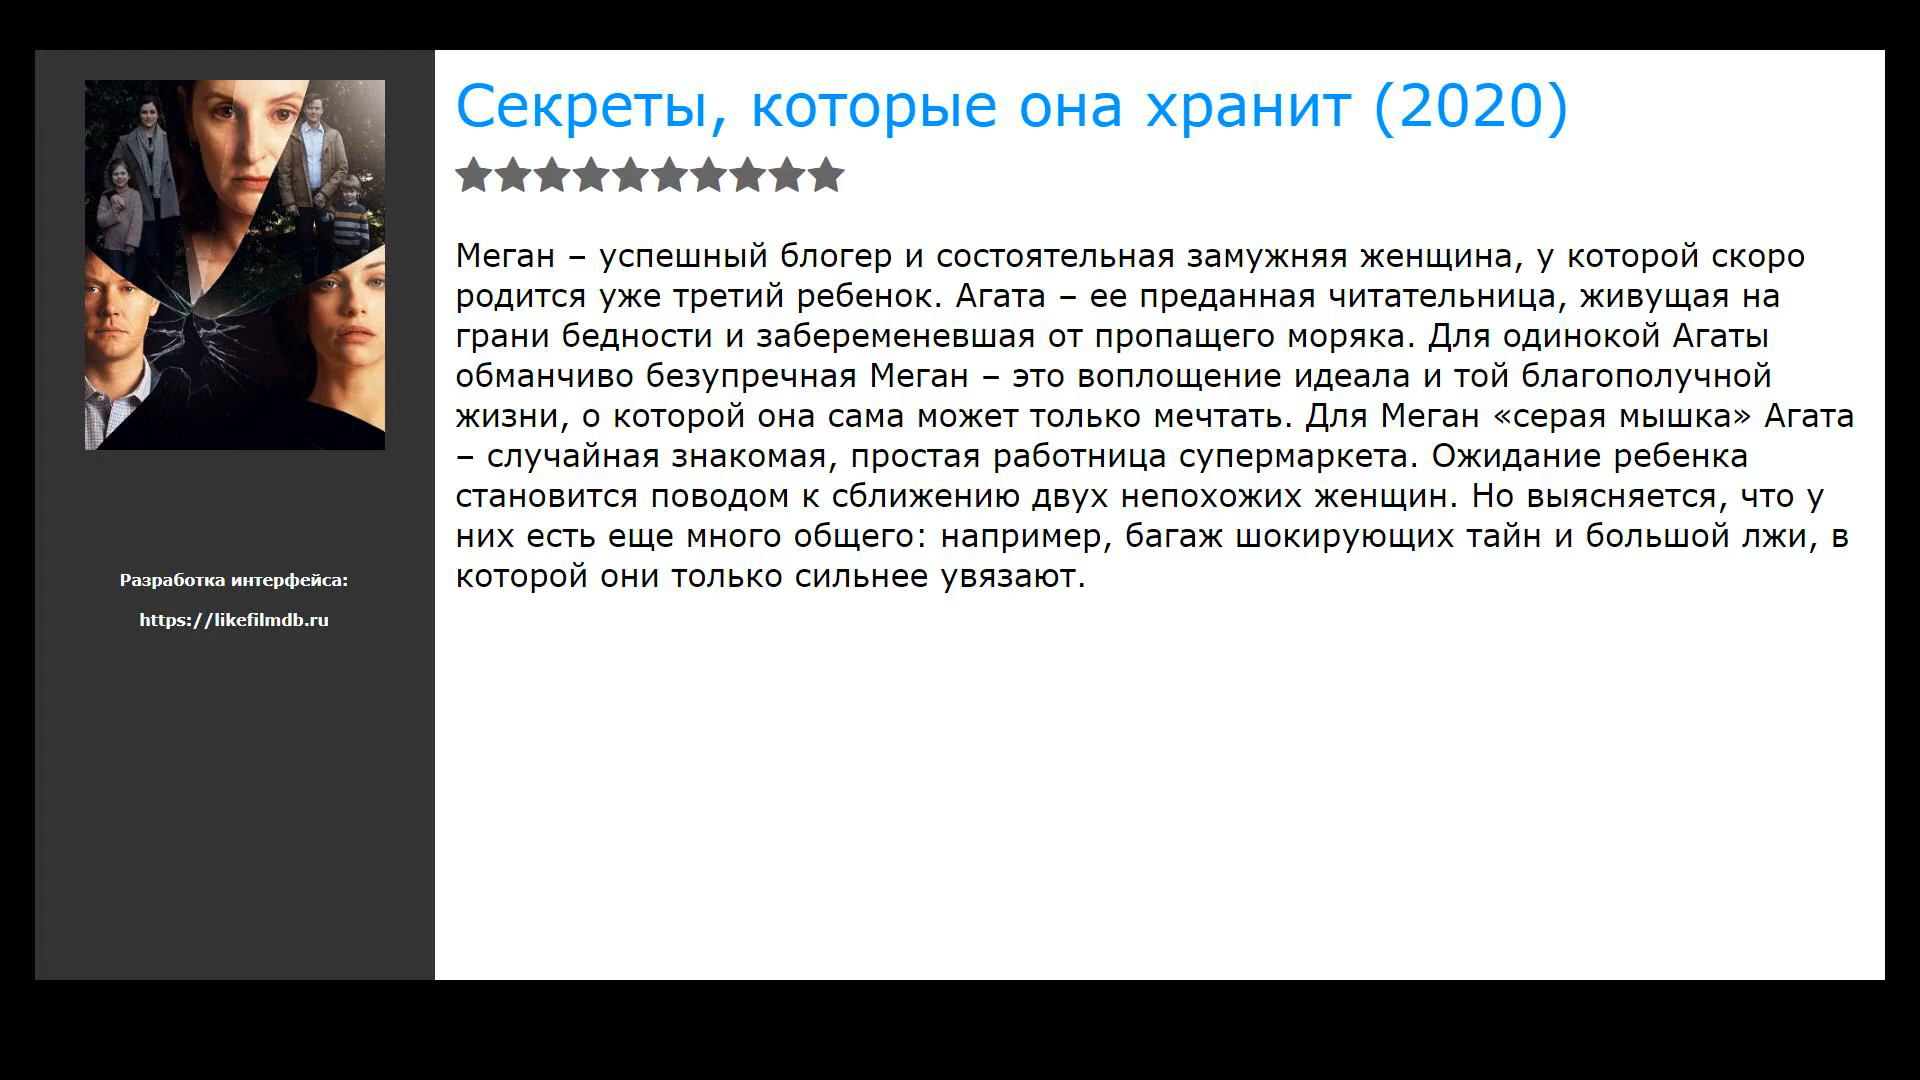 Секреты, которые она хранит (2020)
Меган – успешный блогер и состоятельная замужняя женщина, у которой скоро
родится уже третий ребенок. Агата – ее преданная читательница, живущая на
грани бедности и забеременевшая от пропащего моряка. Для одинокой Агаты
обманчиво безупречная Меган – это воплощение идеала и той благополучной
жизни, о которой она сама может только мечтать. Для Меган «серая мышка» Агата
– случайная знакомая, простая работница супермаркета. Ожидание ребенка
становится поводом к сближению двух непохожих женщин. Но выясняется, что у
них есть еще много общего: например, багаж шокирующих тайн и большой лжи, в
которой они только сильнее увязают.
Разработка интерфейса:
https://likefilmdb.ru